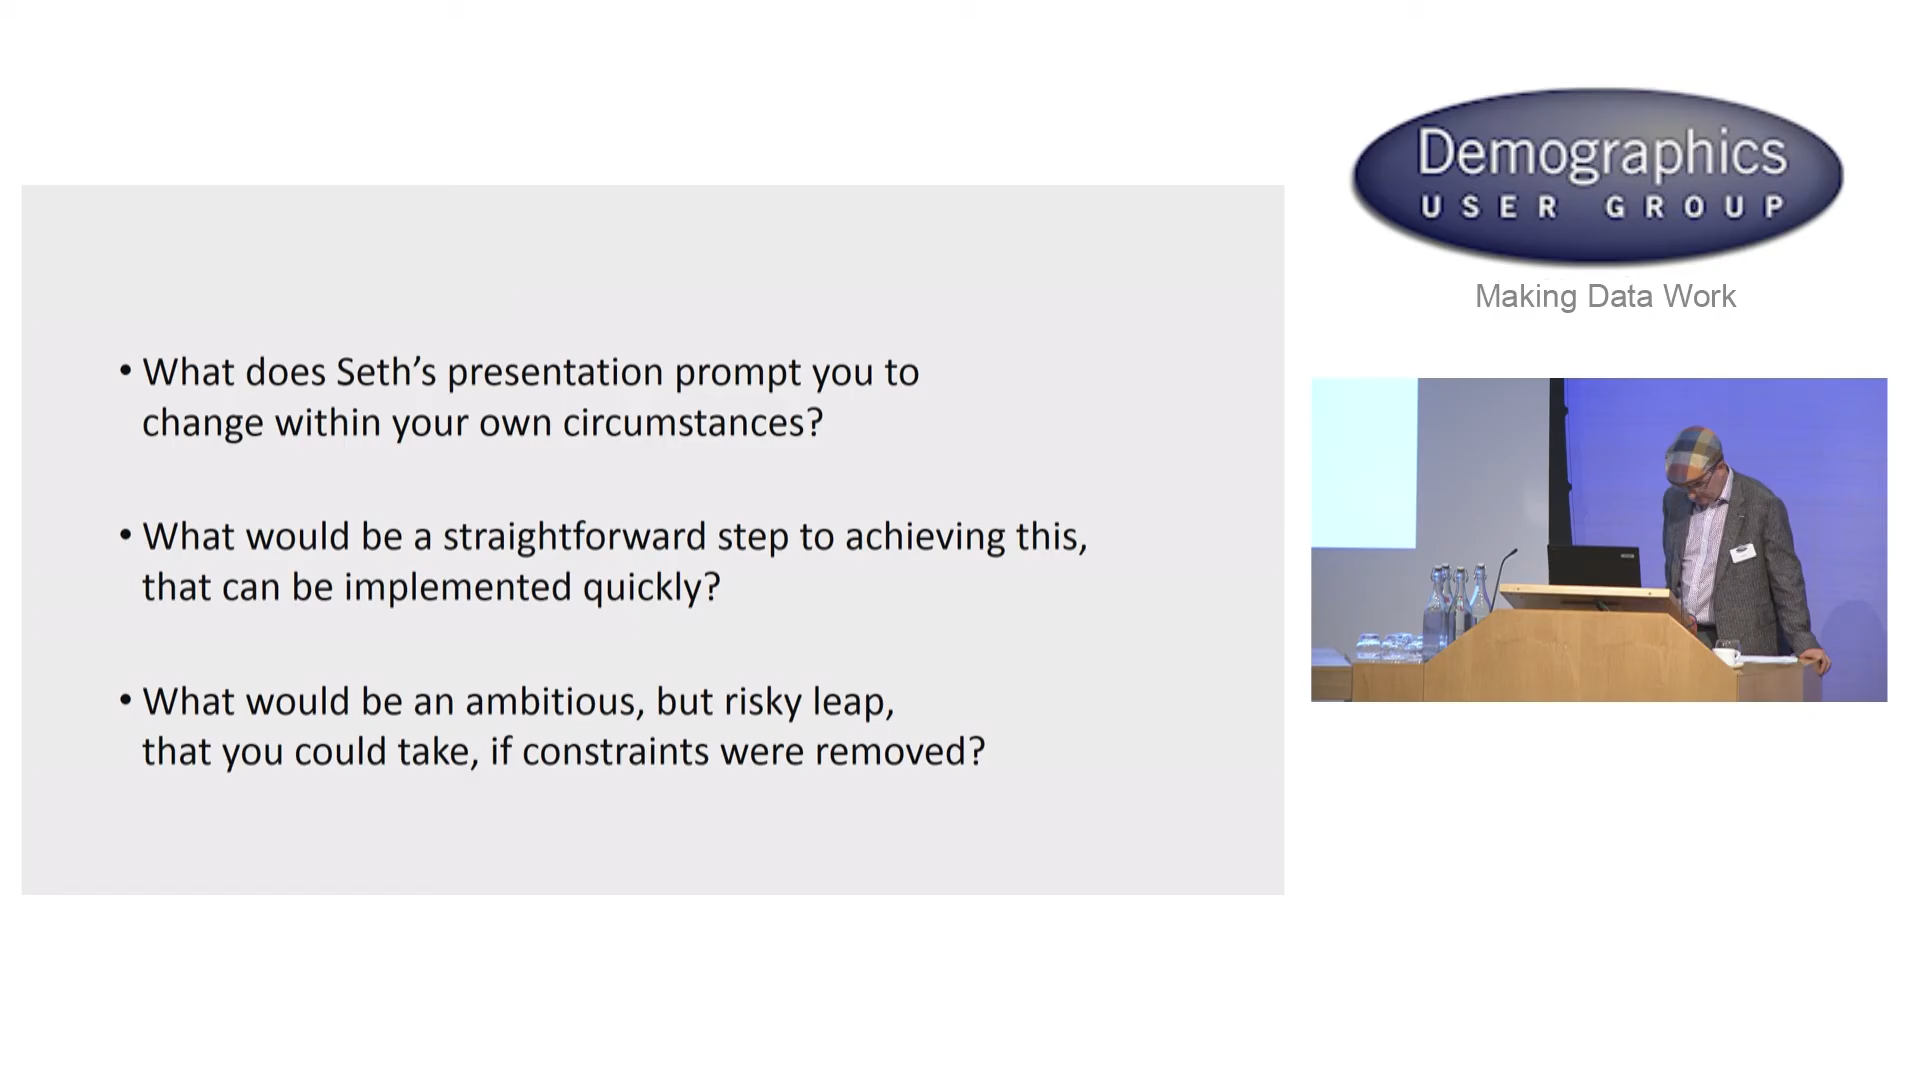 • What does Seth’s presentation prompt you to
change within your own circumstances?
• What would be a straightforward step to achieving this,
that can be implemented quickly?
• What would be an ambitious, but risky leap,
that you could take, if constraints were removed?
Demographics
USER GROUP
Making Data Work